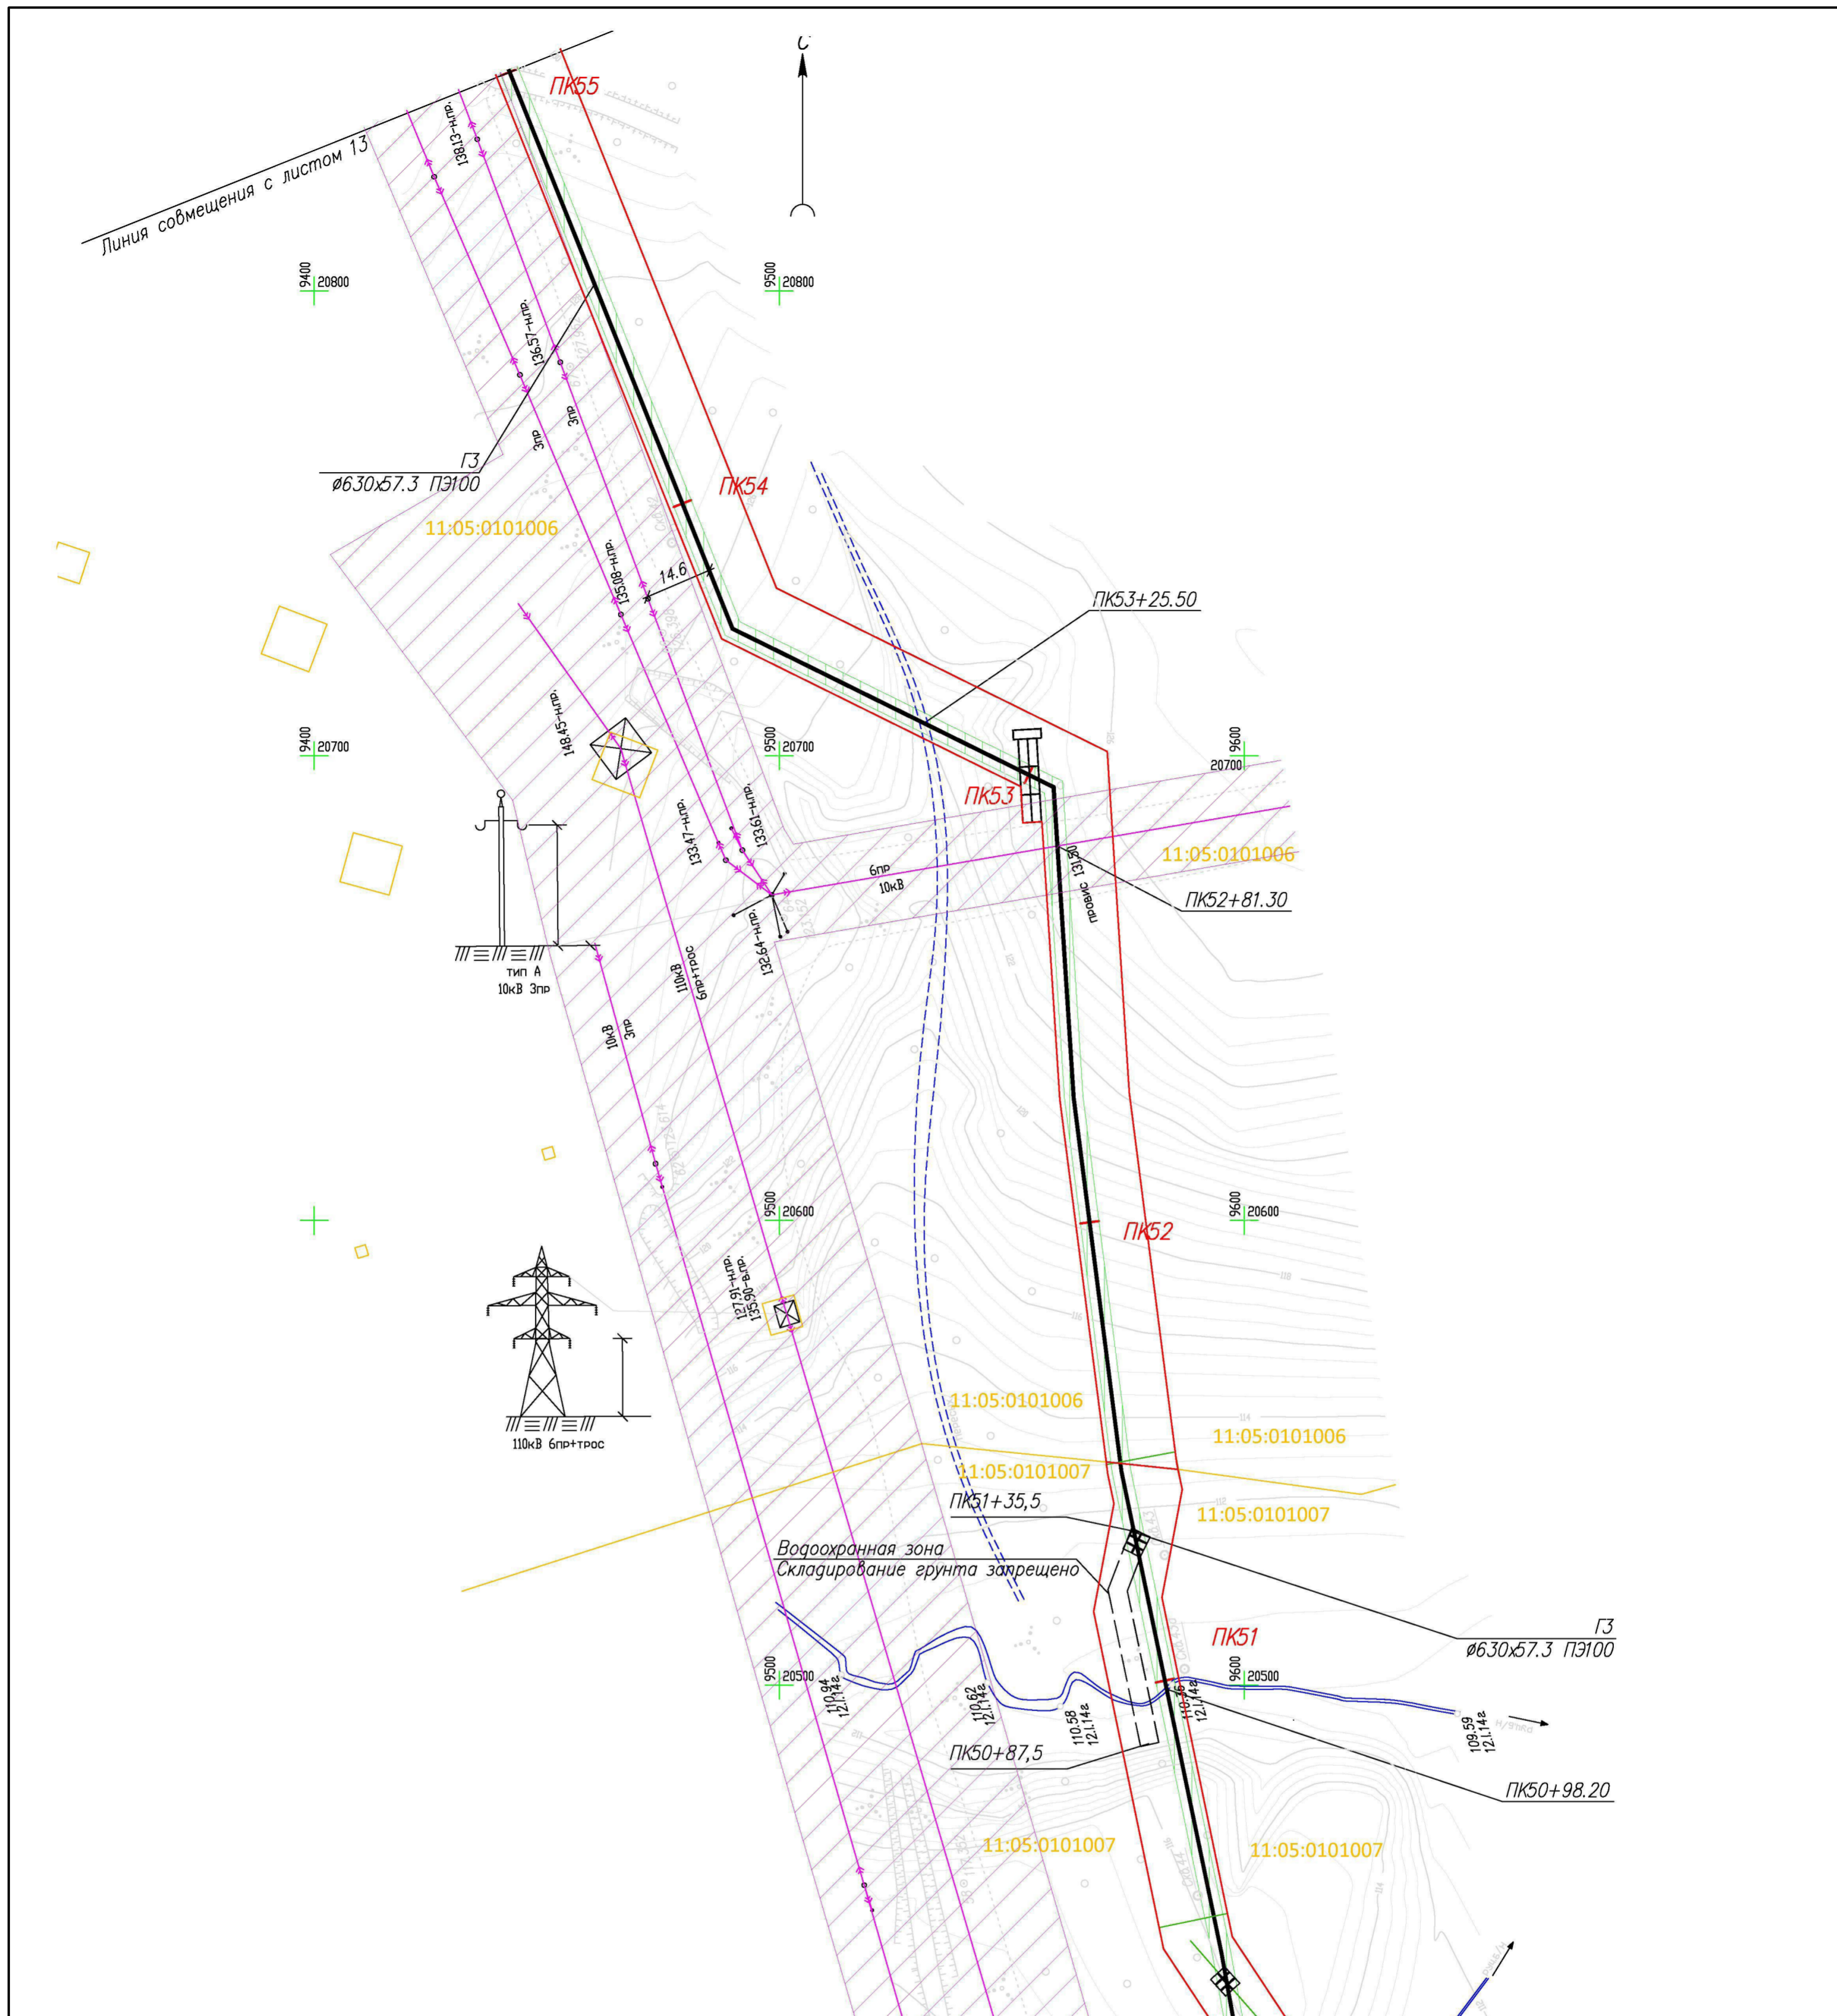 С
ПК55
Линия совмещения с листом 13
138.13-н.пр.
9400
20800
9500
20800
136.57-н.пр.
3пр
3пр
Г3
Ø630x57.3 ПЭ100
ПК54
11:05:0101006
135.08-н.пр.
14.6
ПК53+25.50
148.45-н.пр.
9400
20700
9500
20700
9600
20700
ПК53
133.47-н.пр.
133.61-н.пр.
11:05:0101006
провис 131.50
6пр
10кВ
ПК52+81.30
132.64-н.пр.
тип А
10кВ 3пр
110кВ
6пр+трос
10кВ
3пр
9500
20600
9600
20600
ПК52
127.91-н.пр.
135.90-в.пр.
110кВ 6пр+трос
11:05:0101006
11:05:0101006
11:05:0101007
ПК51+35,5
11:05:0101007
Водоохранная зона
Складирование грунта запрещено
Г3
Ø630x57.3 ПЭ100
ПК51
9500
20500
9600
20500
110.94
12.I.14г
110.62
12.I.14г
110.58
12.I.14г
12.I.14г
109.59
12.I.14г
ПК50+87,5
ПК50+98.20
11:05:0101007
11:05:0101007